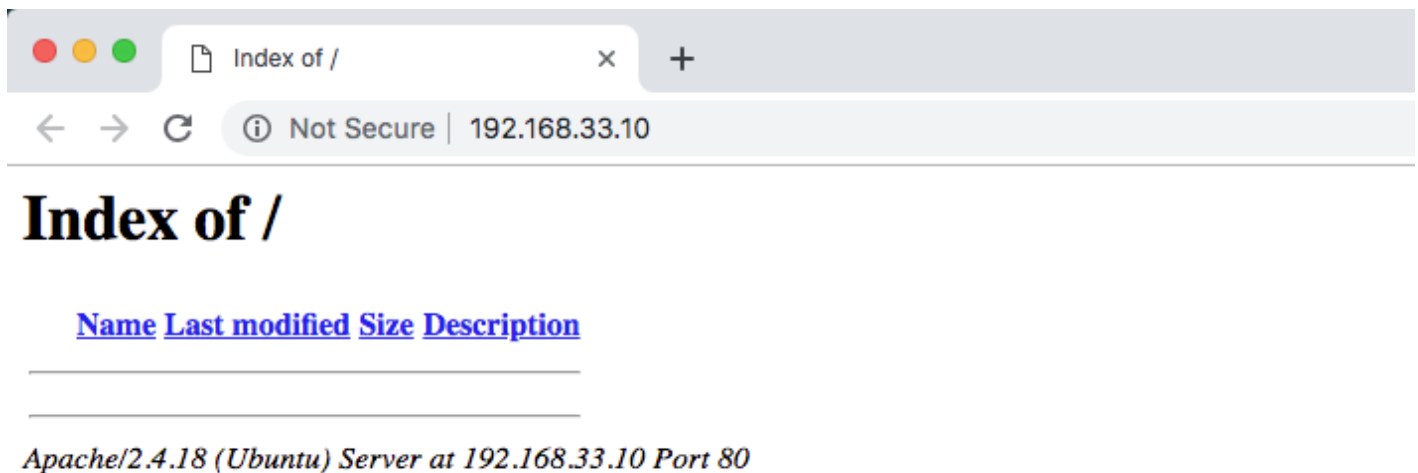 Index of /
Not Secure 192.168.33.10
Index of /
Name Last modified Size Description
Apache/2.4.18 (Ubuntu) Server at 192.168.33.10 Port 80